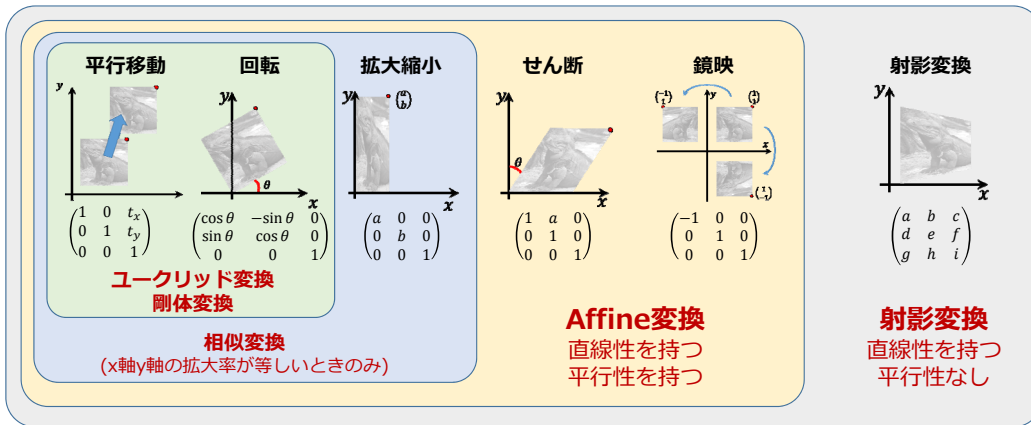 平行移動
回転
拡大縮小
せん断
鏡映
射影変換
y
x
y
x
θ
y
x
(a b)
y
x
θ
y
x
(-1 1)
(1 1)
(1 -1)
y
x
1 0 t_x
0 1 t_y
0 0 1
cos θ −sin θ 0
sin θ cos θ 0
0 0 1
a 0 0
0 b 0
0 0 1
1 a 0
0 1 0
0 0 1
−1 0 0
0 1 0
0 0 1
a b c
d e f
g h i
ユークリッド変換
剛体変換
相似変換
(x軸y軸の拡大率が等しいときのみ)
Affine変換
直線性を持つ
平行性を持つ
射影変換
直線性を持つ
平行性なし